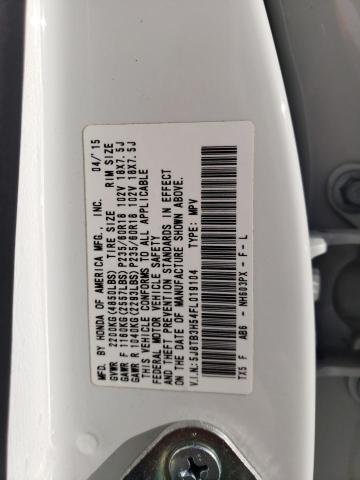 MFD. BY HONDA OF AMERICA MFG., INC. 04/15
GVWR 2200KG(4850LBS) TIRE SIZE RIM SIZE
GAWR F 1160KG(2557LBS) P235/60R18 102V 18X7.5J
GAWR R 1040KG(2293LBS) P235/60R18 102V 18X7.5J
THIS VEHICLE CONFORMS TO ALL APPLICABLE
FEDERAL MOTOR VEHICLE SAFETY
AND THEFT PREVENTION STANDARDS IN EFFECT
ON THE DATE OF MANUFACTURE SHOWN ABOVE.
V.I.N.:5J8TB3H54FL019104 TYPE: MPV
TX5 F AB6 - NH603PX - F - L